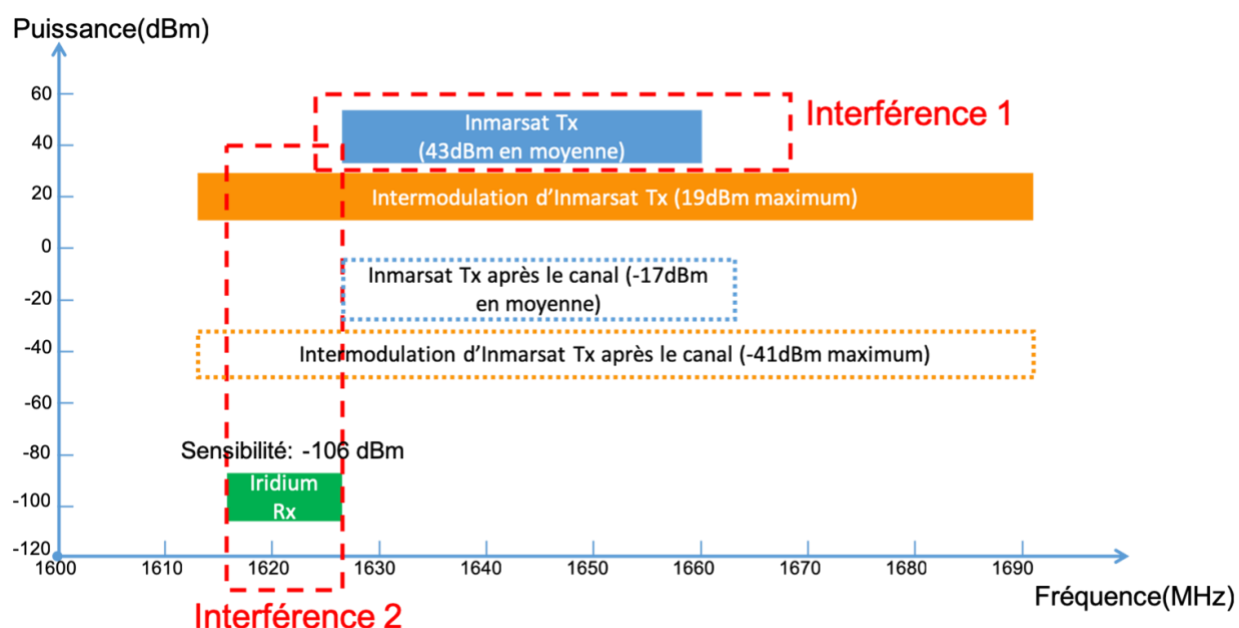 Puissance(dBm)
60
40
20
0
-20
-40
-60
-80
-100
-120
Interférence 1
Inmarsat Tx
(43dBm en moyenne)
Intermodulation d'Inmarsat Tx (19dBm maximum)
Inmarsat Tx après le canal (-17dBm
en moyenne)
Intermodulation d'Inmarsat Tx après le canal (-41dBm maximum)
Sensibilité: -106 dBm
Iridium
Rx
1600
1610
1620
1630
1640
1650
1660
1670
1680
1690
Fréquence(MHz)
Interférence 2